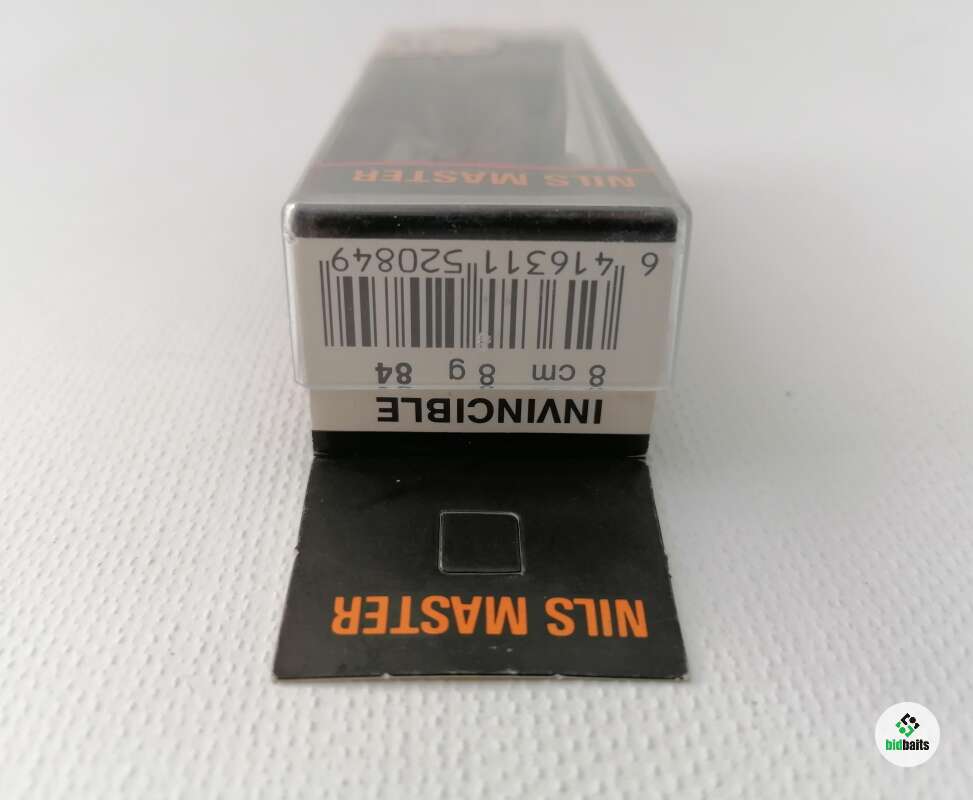 NILS MASTER
INVINCIBLE
8 cm 8 g 84
6 416311 520849
NILS MASTER
bidbaits